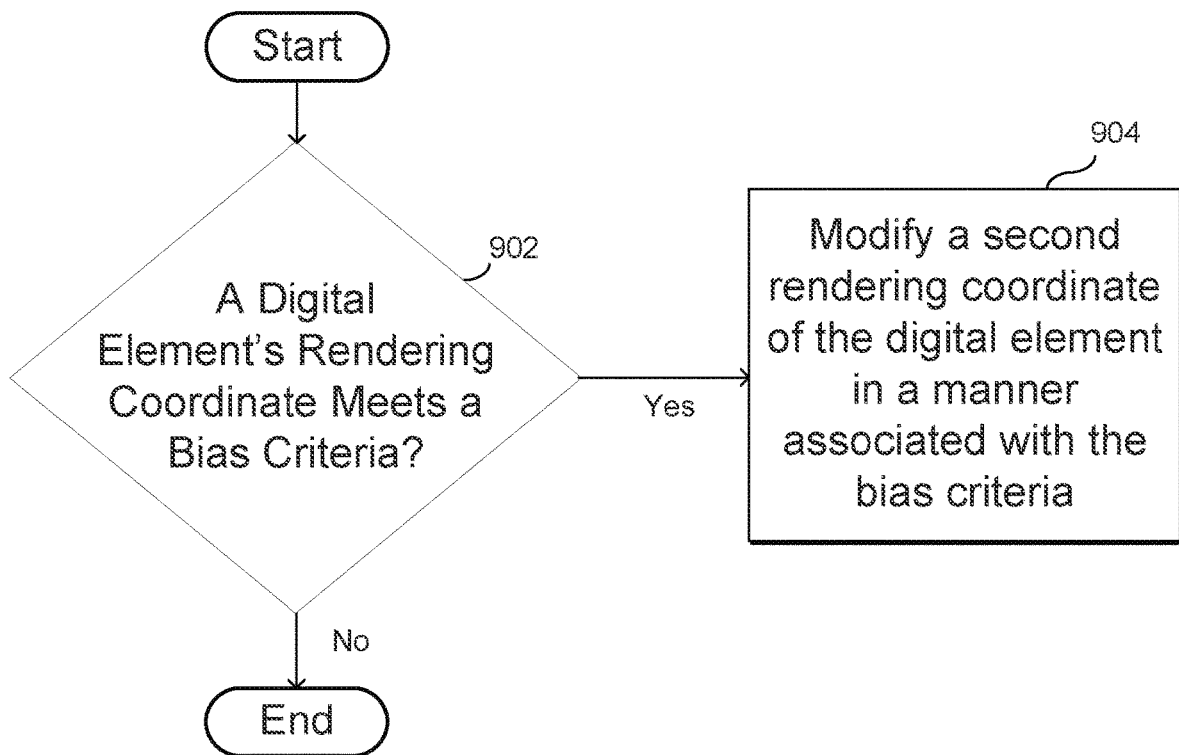 Start
902
A Digital
Element's Rendering
Coordinate Meets a
Bias Criteria?
Yes
904
Modify a second
rendering coordinate
of the digital element
in a manner
associated with the
bias criteria
No
End